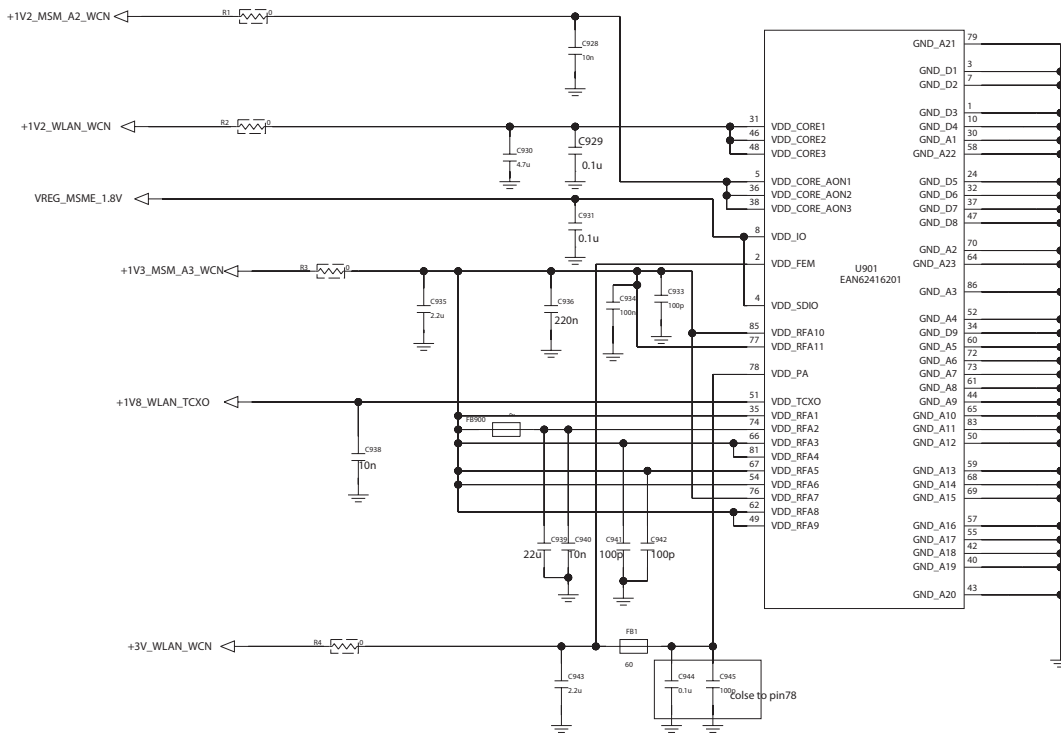 +1V2_MSM_A2_WCN
R1
0
C928
10n
+1V2_WLAN_WCN
R2
0
C930
4.7u
C929
0.1u
VREG_MSME_1.8V
C931
0.1u
+1V3_MSM_A3_WCN
R3
0
C935
2.2u
C936
220n
C934
100n
C933
100p
+1V8_WLAN_TCXO
C938
10n
FB900
C939
22u
C940
10n
C941
100p
C942
100p
+3V_WLAN_WCN
R4
0
C943
2.2u
FB1
60
C944
0.1u
C945
100p
colse to pin78
U901
EAN62416201
31 VDD_CORE1
46 VDD_CORE2
48 VDD_CORE3
5 VDD_CORE_AON1
36 VDD_CORE_AON2
38 VDD_CORE_AON3
8 VDD_IO
2 VDD_FEM
4 VDD_SDIO
85 VDD_RFA10
77 VDD_RFA11
78 VDD_PA
51 VDD_TCXO
35 VDD_RFA1
74 VDD_RFA2
66 VDD_RFA3
81 VDD_RFA4
67 VDD_RFA5
54 VDD_RFA6
76 VDD_RFA7
62 VDD_RFA8
49 VDD_RFA9
GND_A21 79
GND_D1 3
GND_D2 7
GND_D3 1
GND_D4 10
GND_A1 30
GND_A22 58
GND_D5 24
GND_D6 32
GND_D7 37
GND_D8 47
GND_A2 70
GND_A23 64
GND_A3 86
GND_A4 52
GND_D9 34
GND_A5 60
GND_A6 72
GND_A7 73
GND_A8 61
GND_A9 44
GND_A10 65
GND_A11 83
GND_A12 50
GND_A13 59
GND_A14 68
GND_A15 69
GND_A16 57
GND_A17 55
GND_A18 42
GND_A19 40
GND_A20 43